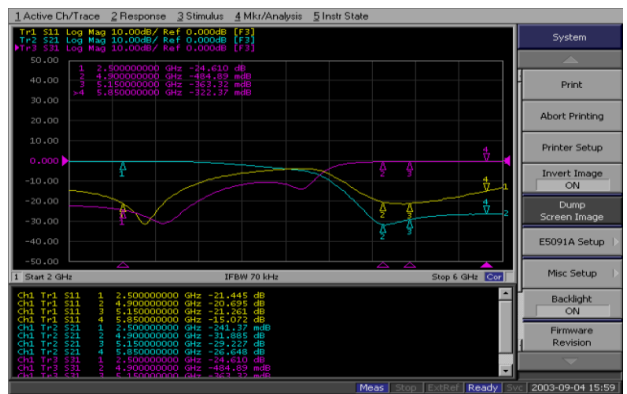 1 Active Ch/Trace 2 Response 3 Stimulus 4 Mkr/Analysis 5 Instr State
Tr1 S11 Log Mag 10.00dB/ Ref 0.000dB [F3]
Tr2 S21 Log Mag 10.00dB/ Ref 0.000dB [F3]
Tr3 S31 Log Mag 10.00dB/ Ref 0.000dB [F3]
50.00
40.00
30.00
20.00
10.00
0.000
-10.00
-20.00
-30.00
-40.00
-50.00
1 2.500000000 GHz -24.610 dB
2 4.900000000 GHz -484.89 mdB
3 5.150000000 GHz -363.32 mdB
>4 5.850000000 GHz -322.37 mdB
1 Start 2 GHz IFBW 70 kHz Stop 6 GHz Cor
Ch1 Tr1 S11 1 2.500000000 GHz -21.445 dB
Ch1 Tr1 S11 2 4.900000000 GHz -20.695 dB
Ch1 Tr1 S11 3 5.150000000 GHz -21.261 dB
Ch1 Tr1 S11 4 5.850000000 GHz -15.072 dB
Ch1 Tr2 S21 1 2.500000000 GHz -241.37 mdB
Ch1 Tr2 S21 2 4.900000000 GHz -31.885 dB
Ch1 Tr2 S21 3 5.150000000 GHz -29.227 dB
Ch1 Tr2 S21 4 5.850000000 GHz -26.648 dB
Ch1 Tr3 S31 1 2.500000000 GHz -24.610 dB
Ch1 Tr3 S31 2 4.900000000 GHz -484.89 mdB
Ch1 Tr3 S31 3 5.150000000 GHz -363.32 mdB
System
Print
Abort Printing
Printer Setup
Invert Image
ON
Dump
Screen Image
E5091A Setup
Misc Setup
Backlight
ON
Firmware
Revision
Meas Stop ExtRef Ready Svc 2003-09-04 15:59